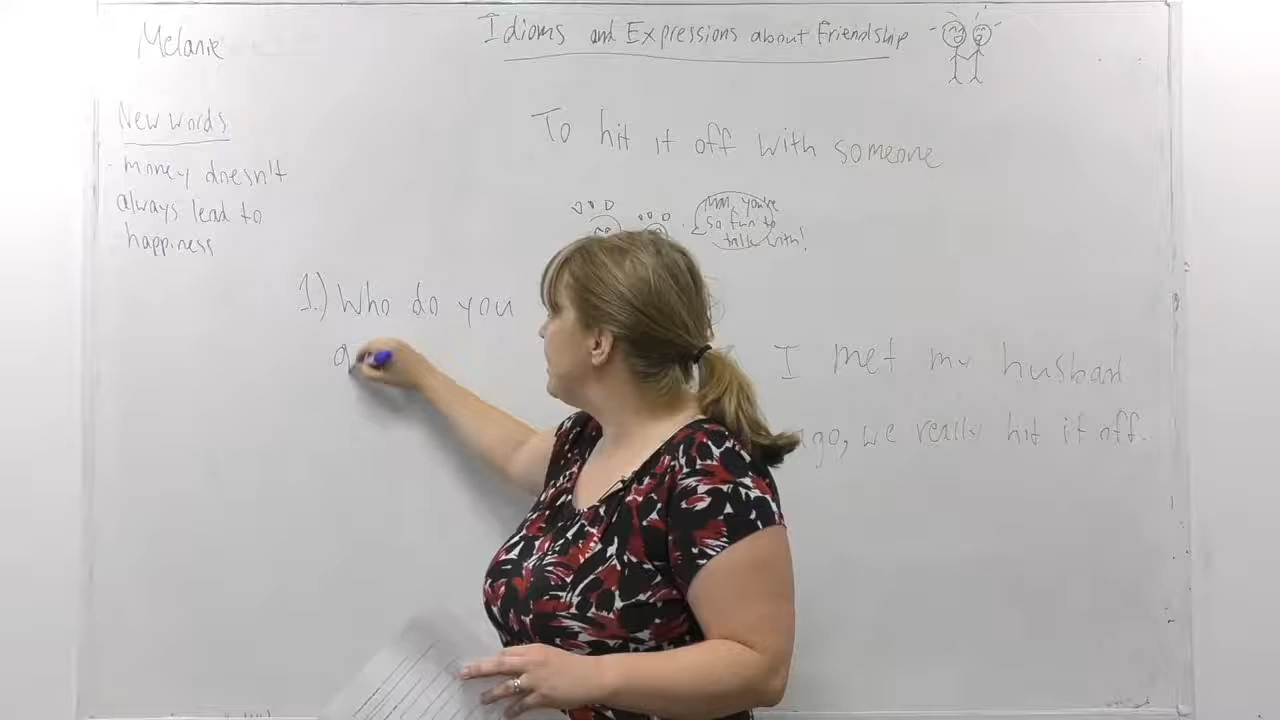 Melanie
Idioms and Expressions about Friendship
New words
- money doesn't
always lead to
happiness
To hit it off with someone
you're
so fun to
talk with!
1.) Who do you
I met my husban
ago, we really hit it off.